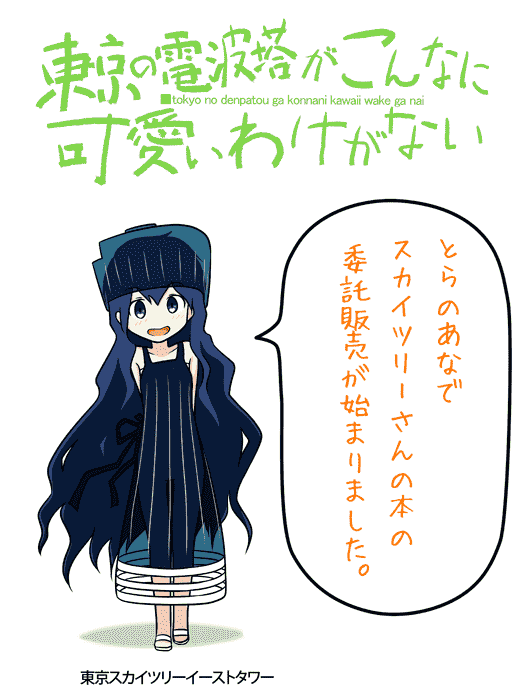 東京の電波塔がこんなに
■tokyo no denpatou ga konnani kawaii wake ga nai
可愛いわけがない
とらのあなで
スカイツリーさんの本の
委託販売が始まりました。
東京スカイツリーイーストタワー